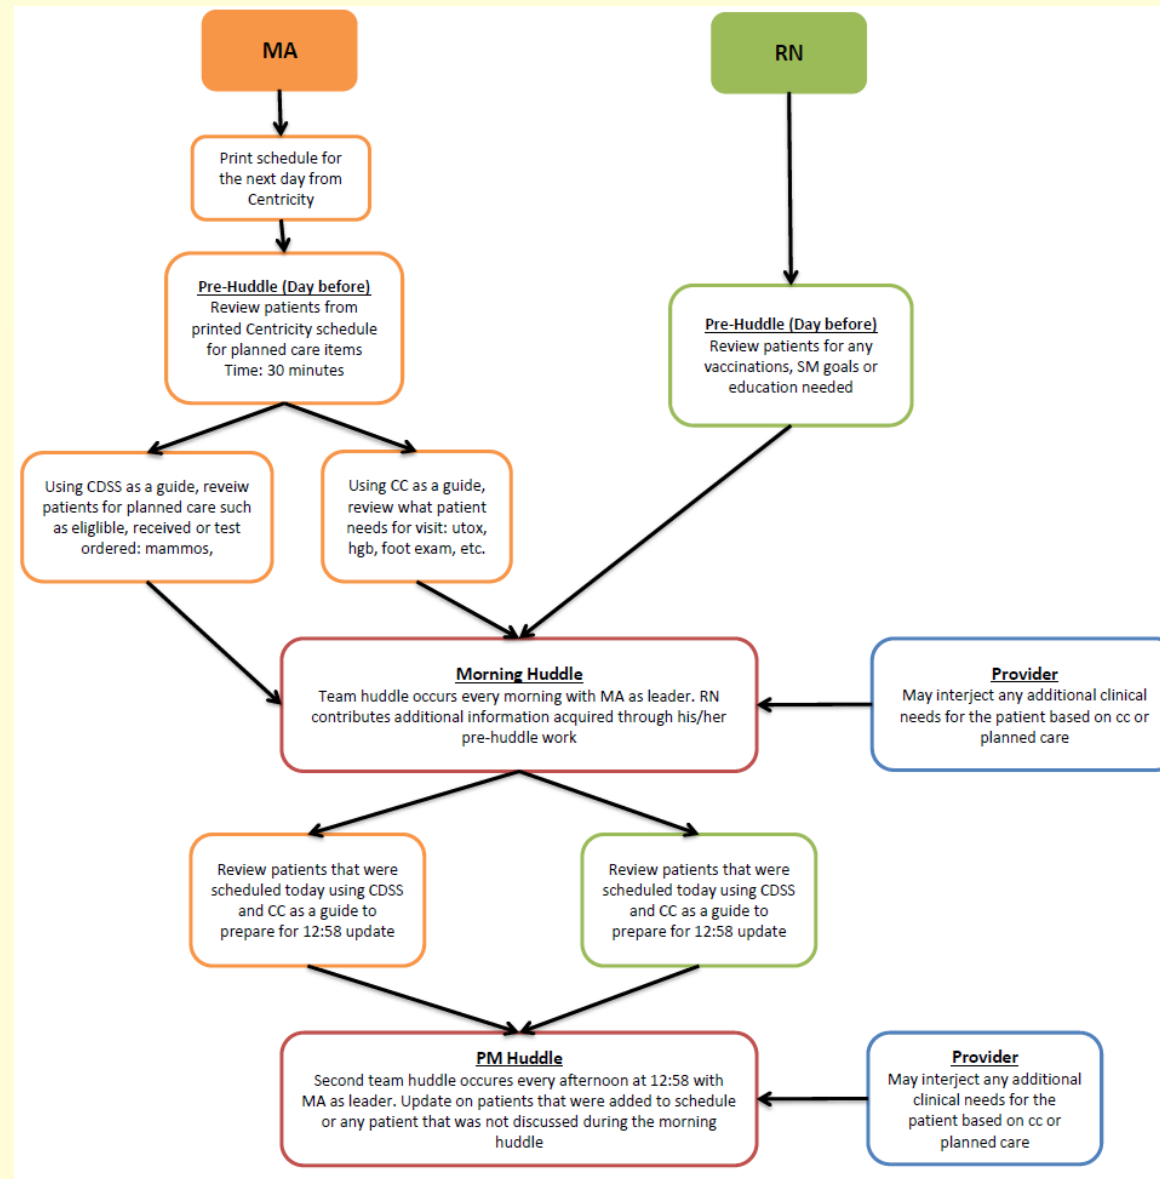 MA
RN
Print schedule for
the next day from
Centricity
Pre-Huddle (Day before)
Review patients from
printed Centricity schedule
for planned care items
Time: 30 minutes
Pre-Huddle (Day before)
Review patients for any
vaccinations, SM goals or
education needed
Using CDSS as a guide, reveiw
patients for planned care such
as eliglible, received or test
ordered: mammos,
Using CC as a guide,
review what patient
needs for visit: utox,
hgb, foot exam, etc.
Morning Huddle
Team huddle occurs every morning with MA as leader. RN
contributes additional information acquired through his/her
pre-huddle work
Provider
May interject any additional clinical
needs for the patient based on cc or
planned care
Review patients that were
scheduled today using CDSS
and CC as a guide to
prepare for 12:58 update
Review patients that were
scheduled today using CDSS
and CC as a guide to
prepare for 12:58 update
PM Huddle
Second team huddle occures every afternoon at 12:58 with
MA as leader. Update on patients that were added to schedule
or any patient that was not discussed during the morning
huddle
Provider
May interject any additional
clinical needs for the
patient based on cc or
planned care